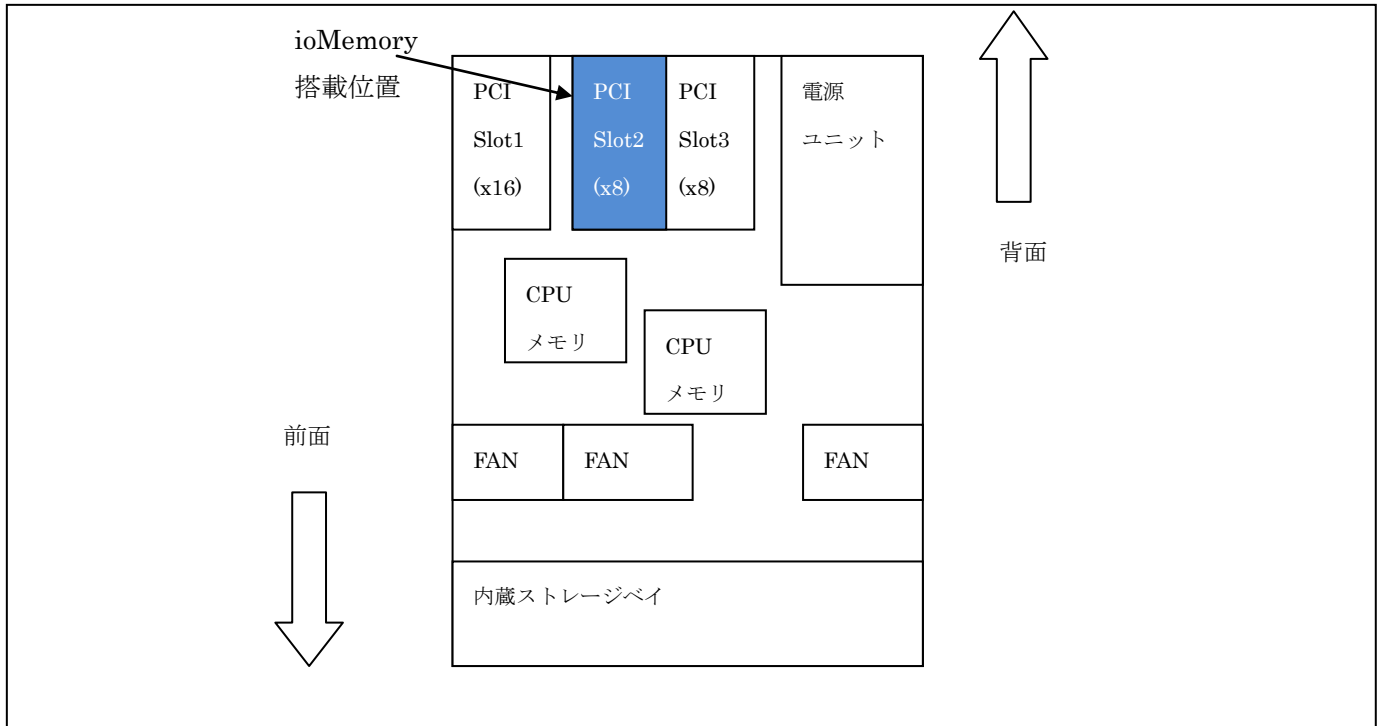 ioMemory
搭載位置
PCI
Slot1
(x16)
PCI
Slot2
(x8)
PCI
Slot3
(x8)
電源
ユニット
背面
CPU
メモリ
CPU
メモリ
前面
FAN
FAN
FAN
内蔵ストレージベイ